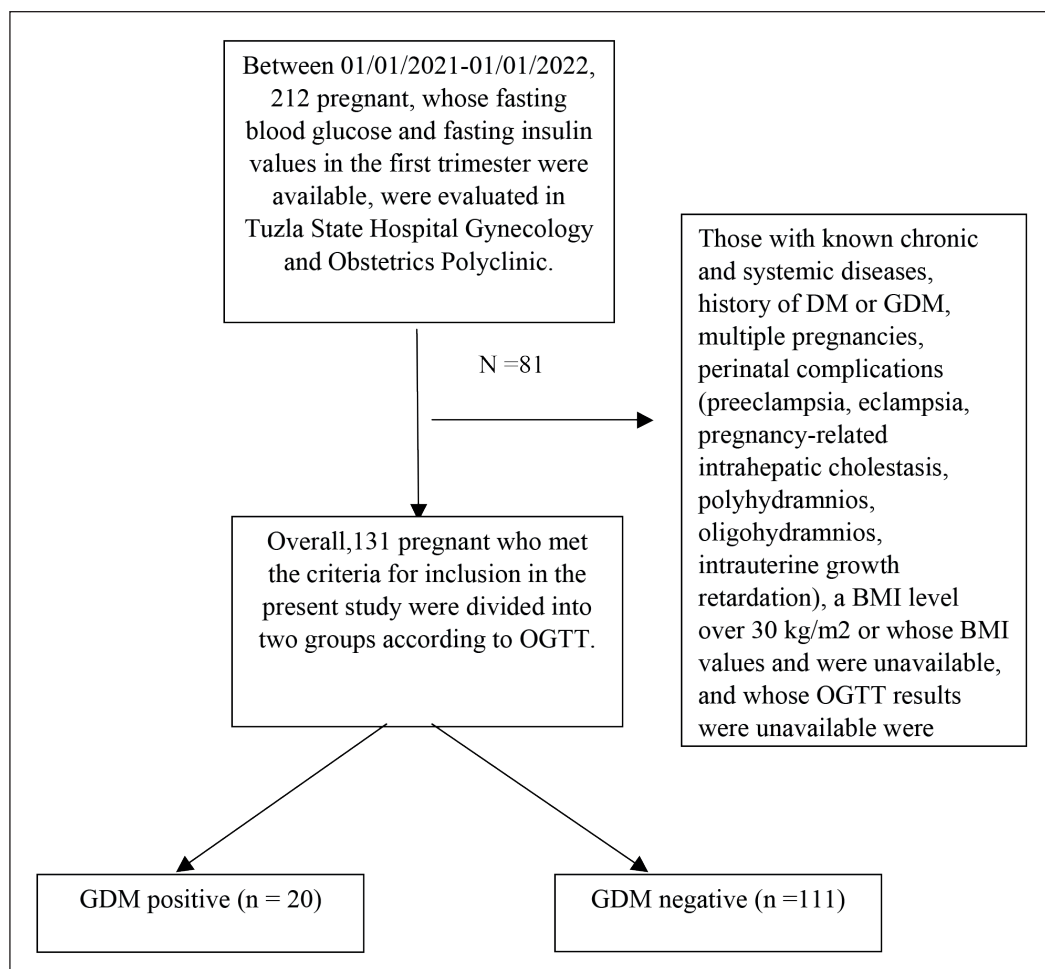 Between 01/01/2021-01/01/2022,
212 pregnant, whose fasting
blood glucose and fasting insulin
values in the first trimester were
available, were evaluated in
Tuzla State Hospital Gynecology
and Obstetrics Polyclinic.
N =81
Those with known chronic
and systemic diseases,
history of DM or GDM,
multiple pregnancies,
perinatal complications
(preeclampsia, eclampsia,
pregnancy-related
intrahepatic cholestasis,
polyhydramnios,
oligohydramnios,
intrauterine growth
retardation), a BMI level
over 30 kg/m2 or whose BMI
values and were unavailable,
and whose OGTT results
were unavailable were
Overall,131 pregnant who met
the criteria for inclusion in the
present study were divided into
two groups according to OGTT.
GDM positive (n = 20)
GDM negative (n =111)